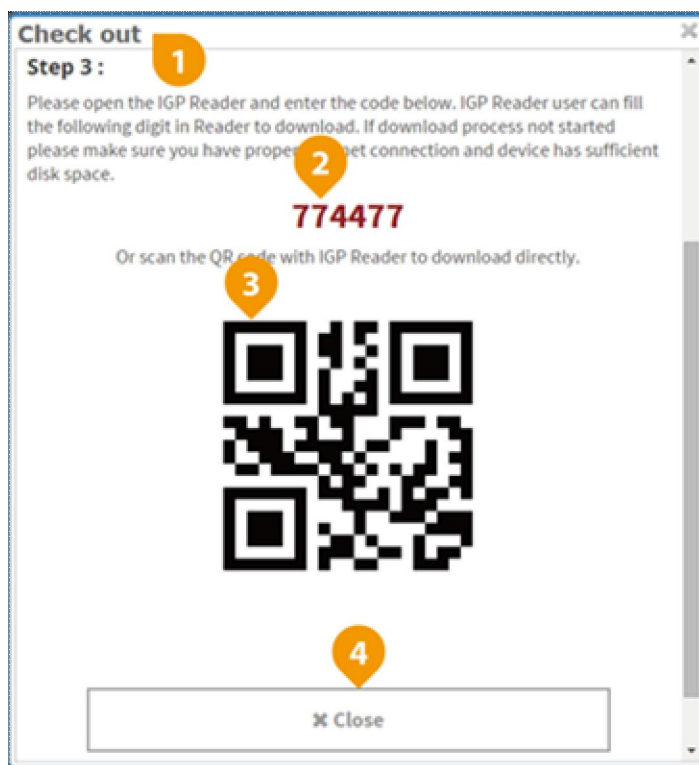 Check out
1
Step 3 :
Please open the IGP Reader and enter the code below. IGP Reader user can fill
the following digit in Reader to download. If download process not started
please make sure you have proper net connection and device has sufficient
2
disk space.
774477
Or scan the QR code with IGP Reader to download directly.
3
4
✖ Close